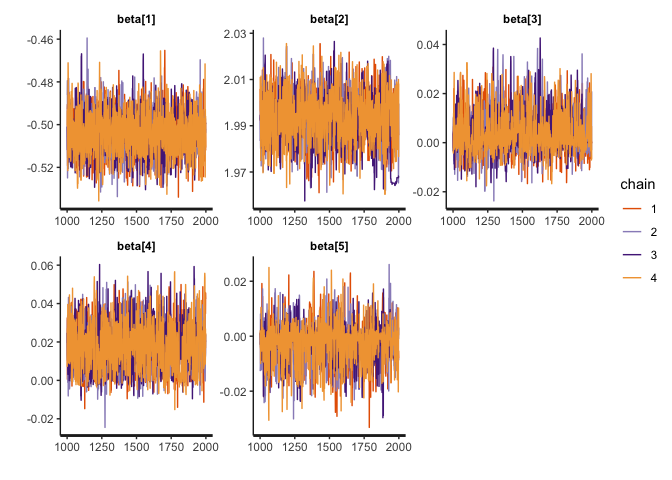 beta[1] beta[2] beta[3]
-0.46 2.03 0.04
-0.48 2.01 0.02
-0.50 1.99 0.00
-0.52 1.97 -0.02
1000 1250 1500 1750 2000 1000 1250 1500 1750 2000 1000 1250 1500 1750 2000
beta[4] beta[5]
0.06 0.02
0.04 0.00
0.02 -0.02
0.00
-0.02
1000 1250 1500 1750 2000 1000 1250 1500 1750 2000
chain
1
2
3
4